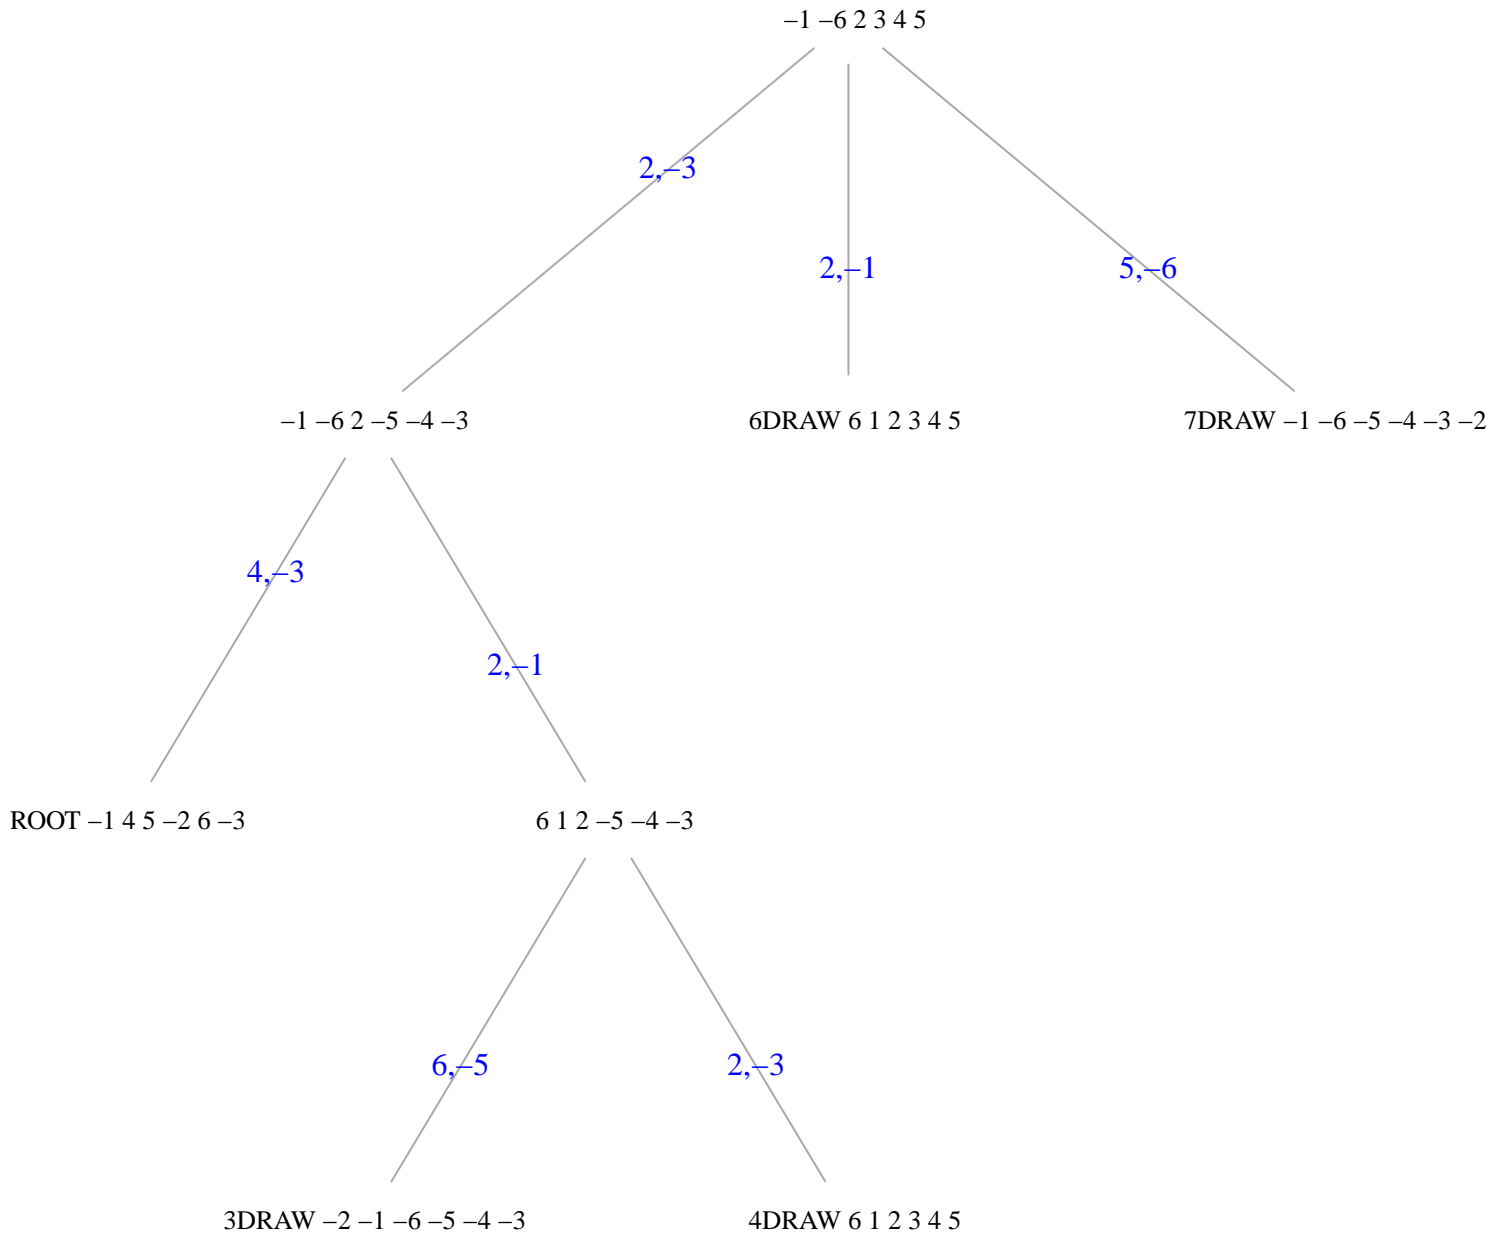 –1 –6 2 3 4 5
2,–3
2,–1
5,–6
–1 –6 2 –5 –4 –3
6DRAW 6 1 2 3 4 5
7DRAW –1 –6 –5 –4 –3 –2
4,–3
2,–1
ROOT –1 4 5 –2 6 –3
6 1 2 –5 –4 –3
6,–5
2,–3
3DRAW –2 –1 –6 –5 –4 –3
4DRAW 6 1 2 3 4 5